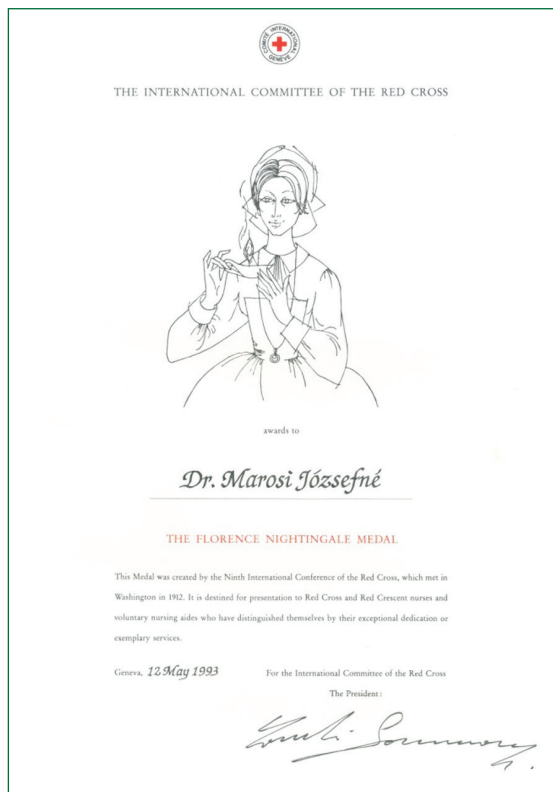 COMITÉ INTERNATIONAL GENÈVE
THE INTERNATIONAL COMMITTEE OF THE RED CROSS
awards to
Dr. Marosi Józsefné
THE FLORENCE NIGHTINGALE MEDAL
This Medal was created by the Ninth International Conference of the Red Cross, which met in
Washington in 1912. It is destined for presentation to Red Cross and Red Crescent nurses and
voluntary nursing aides who have distinguished themselves by their exceptional dedication or
exemplary services.
Geneva, 12 May 1993 For the International Committee of the Red Cross
The President: